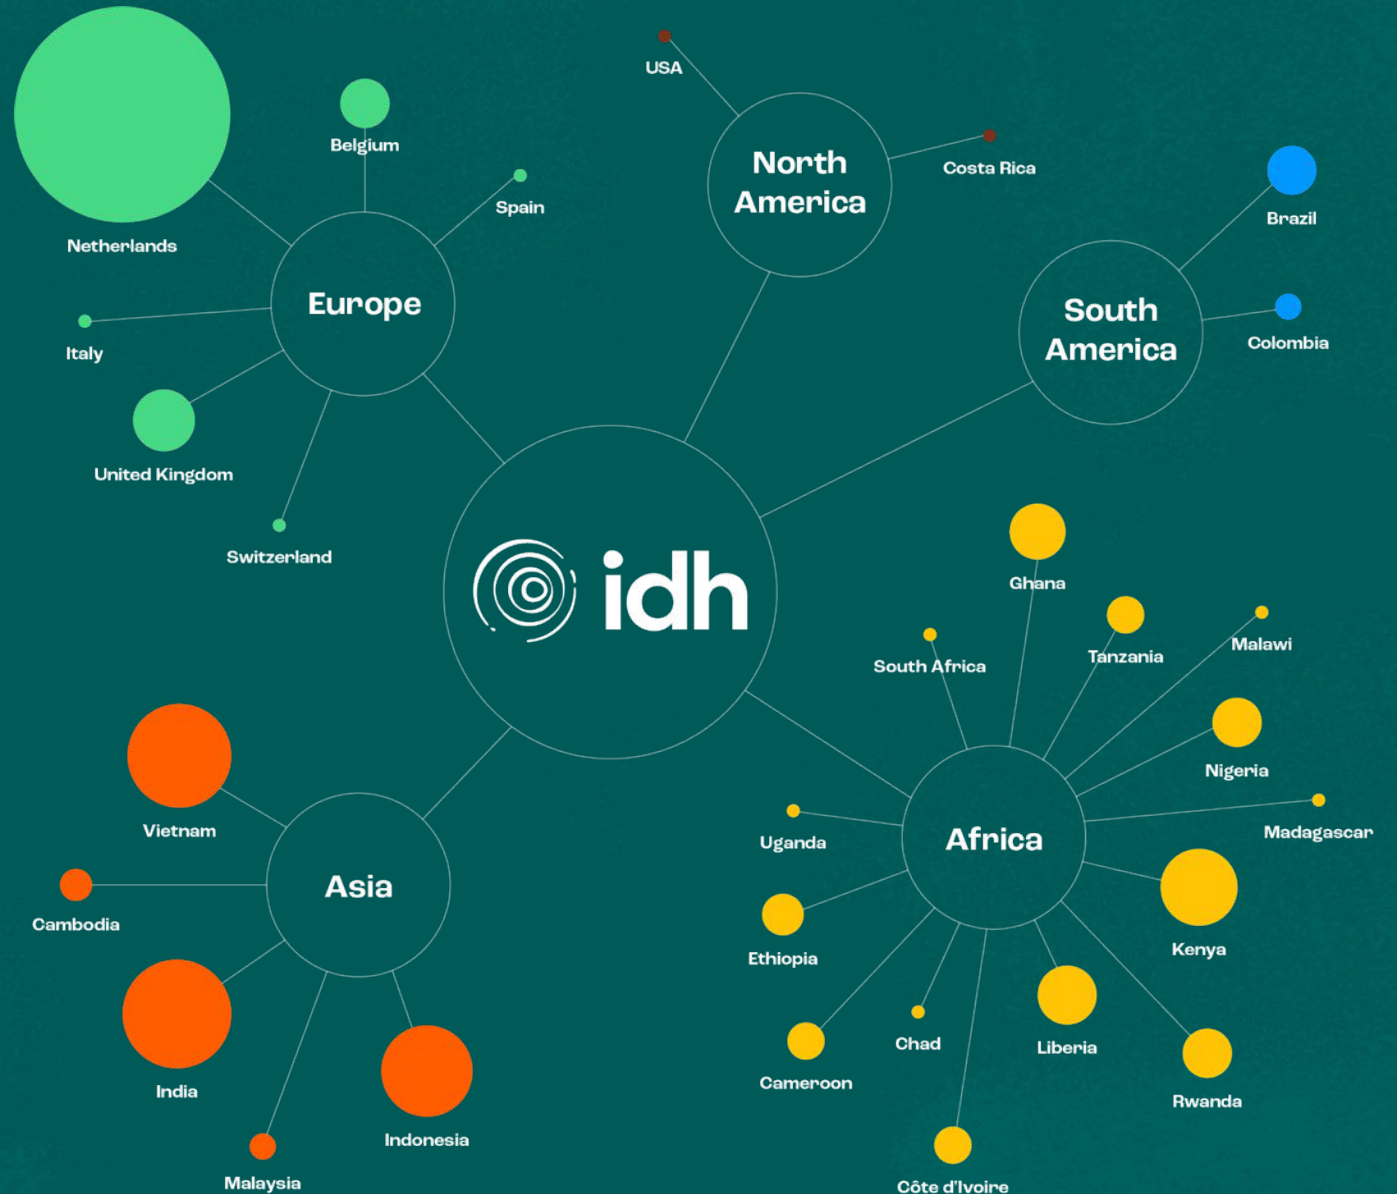 USA
Belgium
North
America
Costa Rica
Spain
Brazil
Netherlands
Europe
South
America
Italy
Colombia
United Kingdom
Switzerland
idh
Ghana
Malawi
Tanzania
South Africa
Nigeria
Vietnam
Madagascar
Uganda
Africa
Asia
Cambodia
Kenya
Ethiopia
Chad
Liberia
Cameroon
India
Rwanda
Indonesia
Malaysia
Côte d'Ivoire